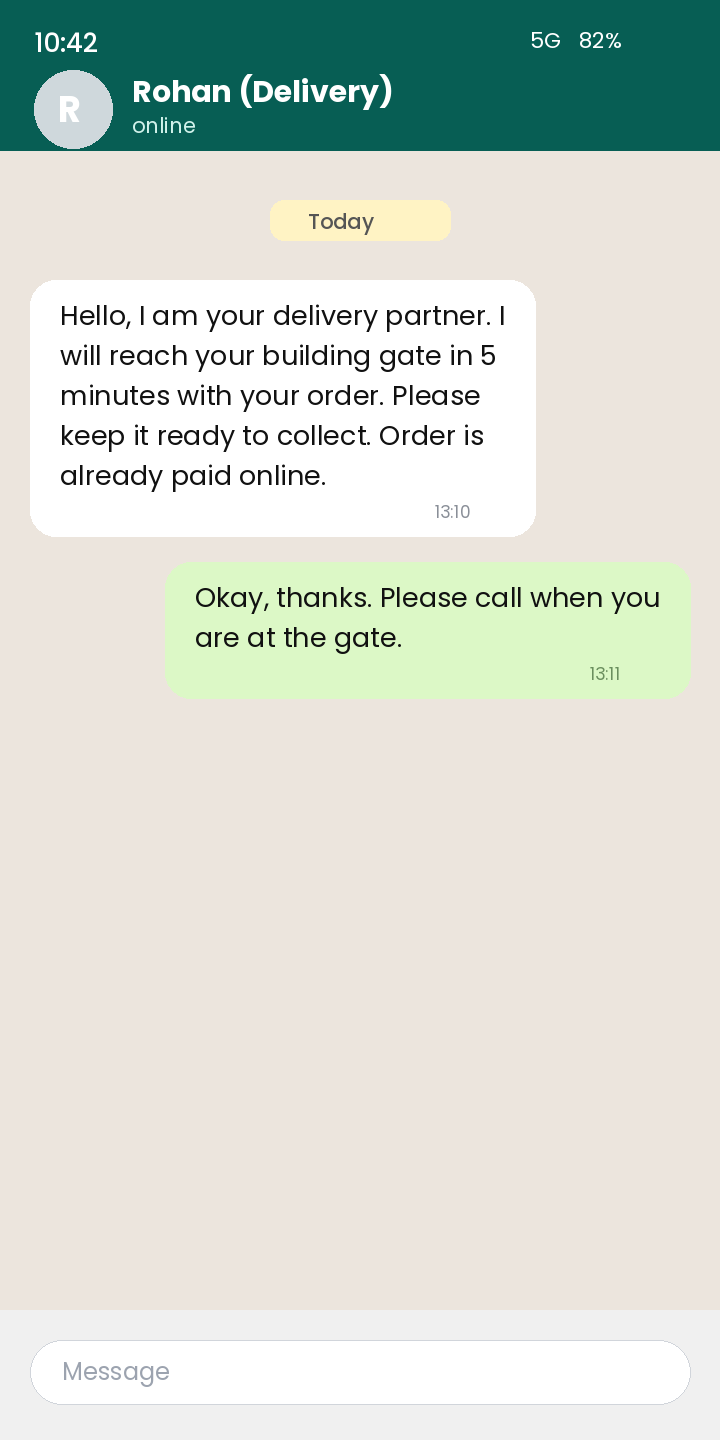 10:42
5G 82%
R
Rohan (Delivery)
online
Today
Hello, I am your delivery partner. I
will reach your building gate in 5
minutes with your order. Please
keep it ready to collect. Order is
already paid online.
13:10
Okay, thanks. Please call when you
are at the gate.
13:11
Message